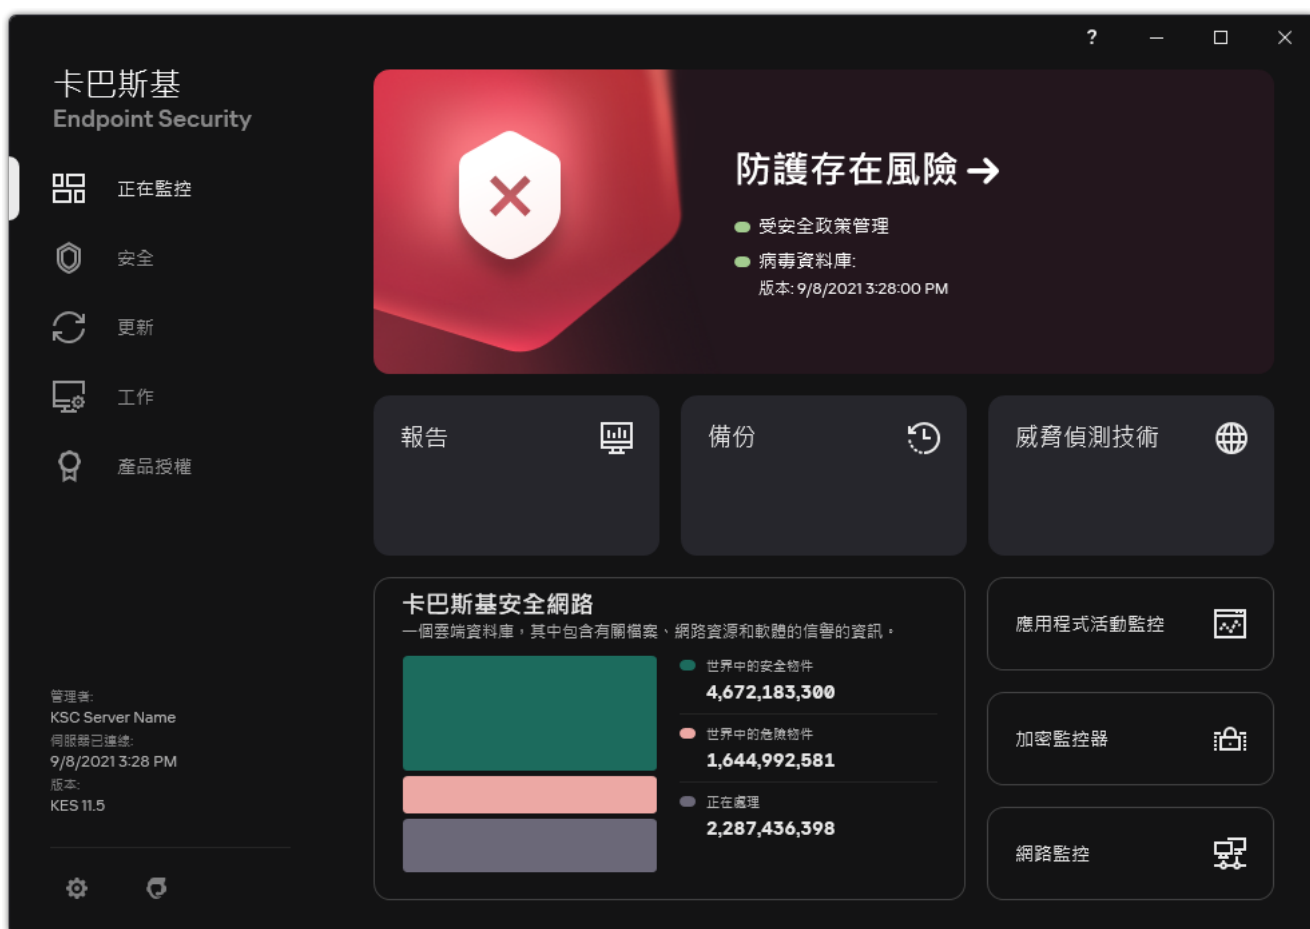 ?
卡巴斯基
Endpoint Security
正在監控
安全
更新
工作
產品授權
管理者:
KSC Server Name
伺服器已連線:
9/8/2021 3:28 PM
版本:
KES 11.5
防護存在風險
受安全政策管理
病毒資料庫:
版本: 9/8/2021 3:28:00 PM
報告
備份
威脅偵測技術
卡巴斯基安全網路
一個雲端資料庫，其中包含有關檔案、網路資源和軟體的信譽的資訊。
世界中的安全物件
4,672,183,300
世界中的危險物件
1,644,992,581
正在處理
2,287,436,398
應用程式活動監控
加密監控器
網路監控